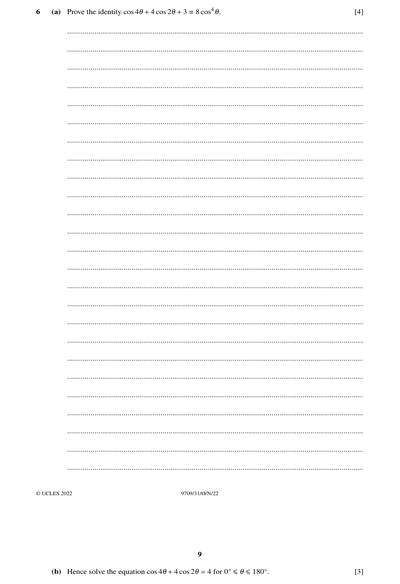 6 (a) Prove the identity cos 4θ + 4 cos 2θ + 3 ≡ 8 cos⁴ θ. [4]
© UCLES 2022 9709/31/O/N/22
9
(b) Hence solve the equation cos 4θ + 4 cos 2θ = 4 for 0° ⩽ θ ⩽ 180°. [3]